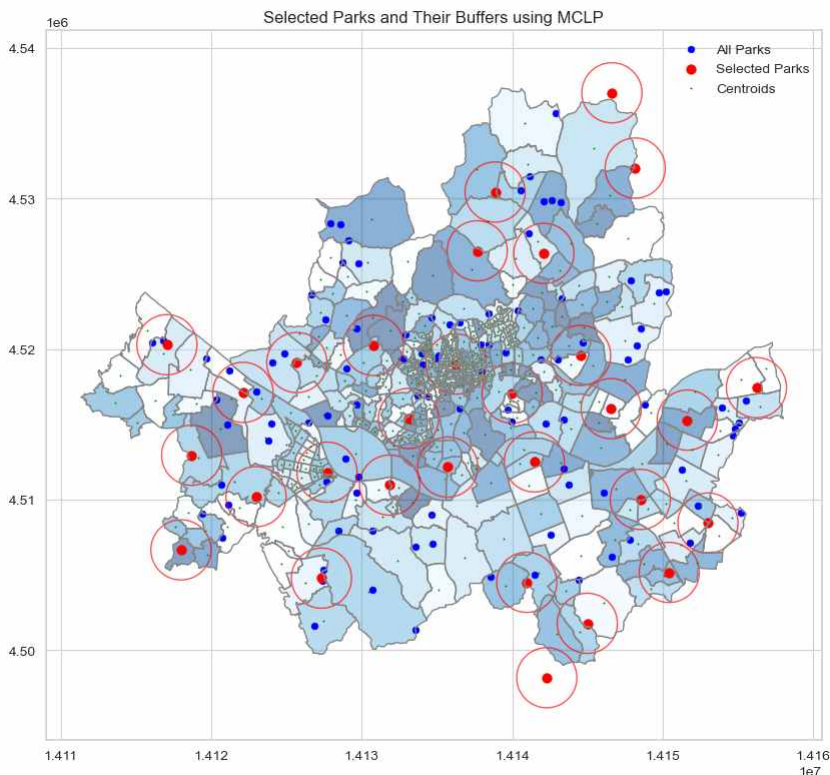 Selected Parks and Their Buffers using MCLP
1e6
4.54
4.53
4.52
4.51
4.50
All Parks
Selected Parks
Centroids
1.411
1.412
1.413
1.414
1.415
1.416
1e7